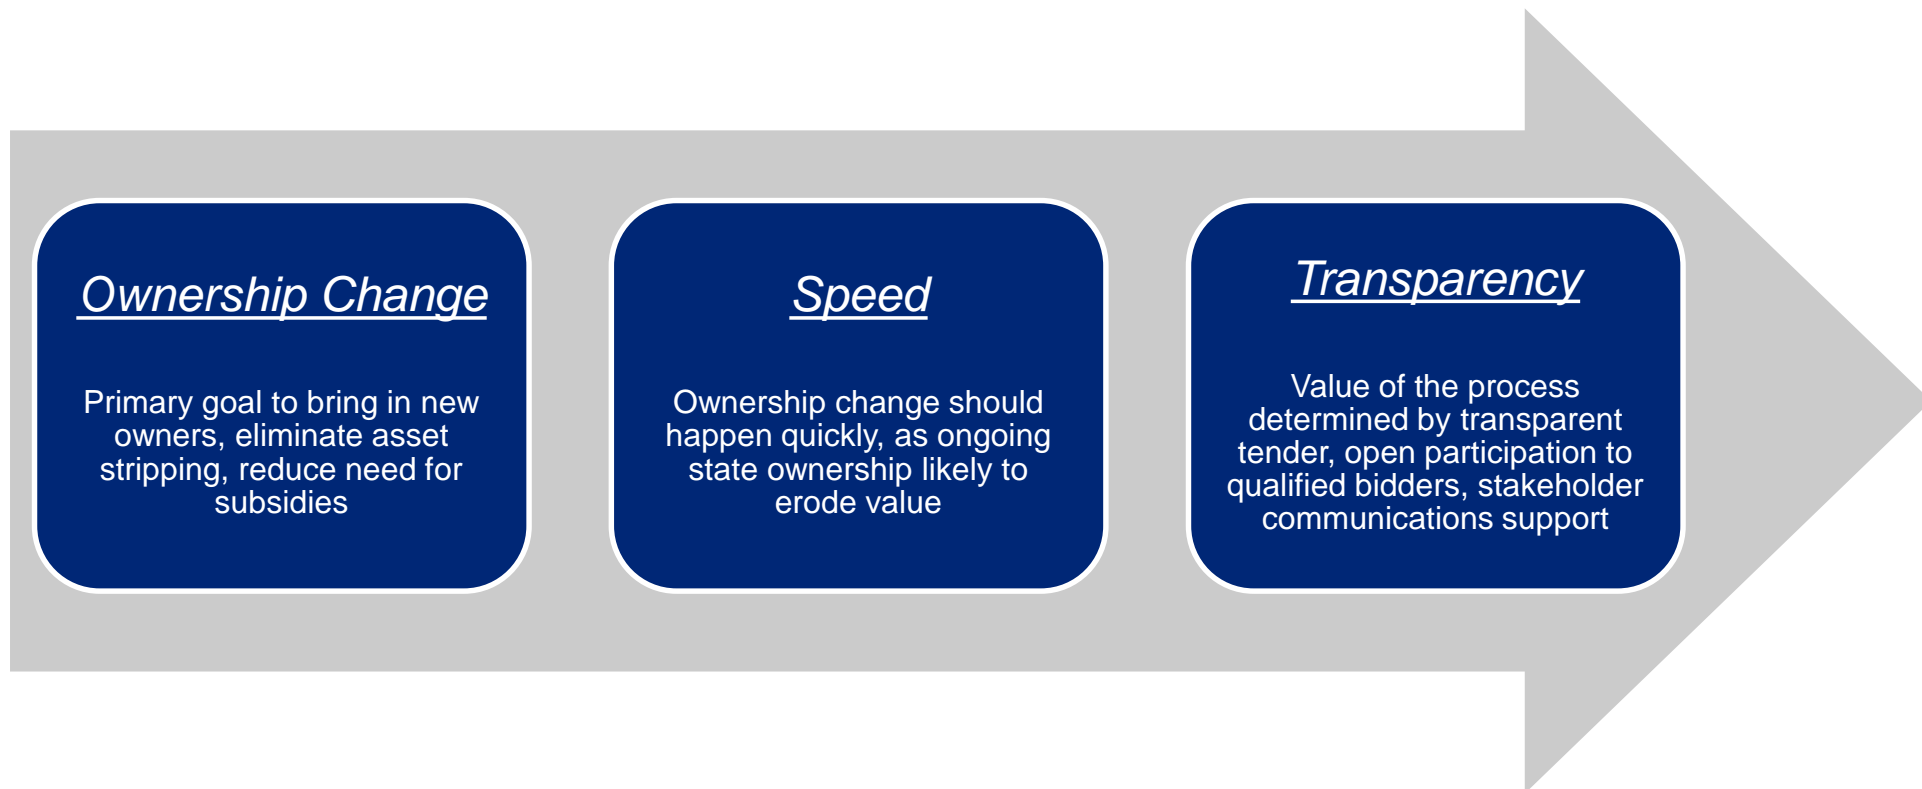 Ownership Change
Primary goal to bring in new
owners, eliminate asset
stripping, reduce need for
subsidies
Speed
Ownership change should
happen quickly, as ongoing
state ownership likely to
erode value
Transparency
Value of the process
determined by transparent
tender, open participation to
qualified bidders, stakeholder
communications support